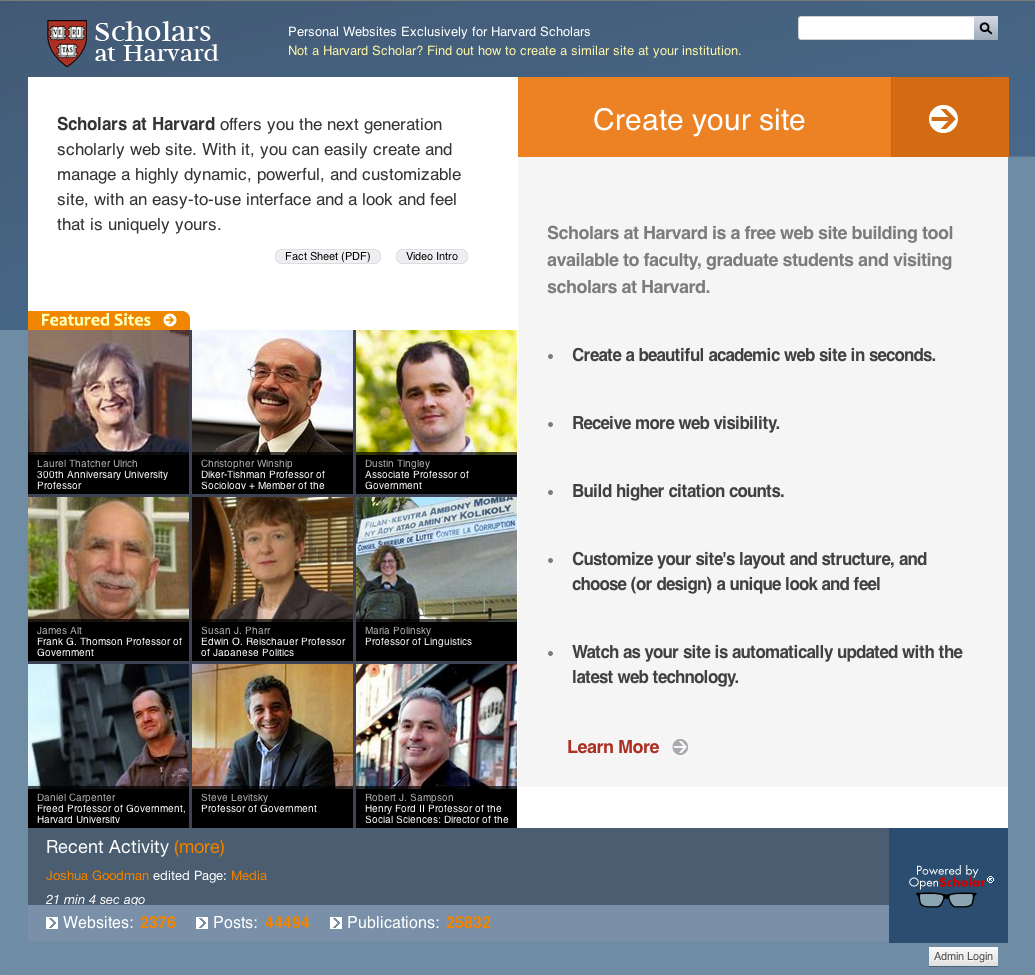 Scholars
at Harvard
Personal Websites Exclusively for Harvard Scholars
Not a Harvard Scholar? Find out how to create a similar site at your institution.
Scholars at Harvard offers you the next generation
scholarly web site. With it, you can easily create and
manage a highly dynamic, powerful, and customizable
site, with an easy-to-use interface and a look and feel
that is uniquely yours.
Fact Sheet (PDF)
Video Intro
Create your site
Scholars at Harvard is a free web site building tool
available to faculty, graduate students and visiting
scholars at Harvard.
• Create a beautiful academic web site in seconds.
• Receive more web visibility.
• Build higher citation counts.
• Customize your site's layout and structure, and
choose (or design) a unique look and feel
• Watch as your site is automatically updated with the
latest web technology.
Learn More
Featured Sites
Laurel Thatcher Ulrich
300th Anniversary University
Professor
Christopher Winship
Diker-Tishman Professor of
Sociology + Member of the
Dustin Tingley
Associate Professor of
Government
James Alt
Frank G. Thomson Professor of
Government
Susan J. Pharr
Edwin O. Reischauer Professor
of Japanese Politics
FILAN-KEVITRA AMBONY MOMBA
NY ADY ATAO AMIN'NY KOLIKOLY
CONSEIL SUPERIEUR DE LUTTE CONTRE LA CORRUPTION
Maria Polinsky
Professor of Linguistics
Daniel Carpenter
Freed Professor of Government,
Harvard University
Steve Levitsky
Professor of Government
Robert J. Sampson
Henry Ford II Professor of the
Social Sciences; Director of the
Recent Activity (more)
Joshua Goodman edited Page: Media
21 min 4 sec ago
Websites: 2376 Posts: 44494 Publications: 25832
Powered by
OpenScholar®
Admin Login